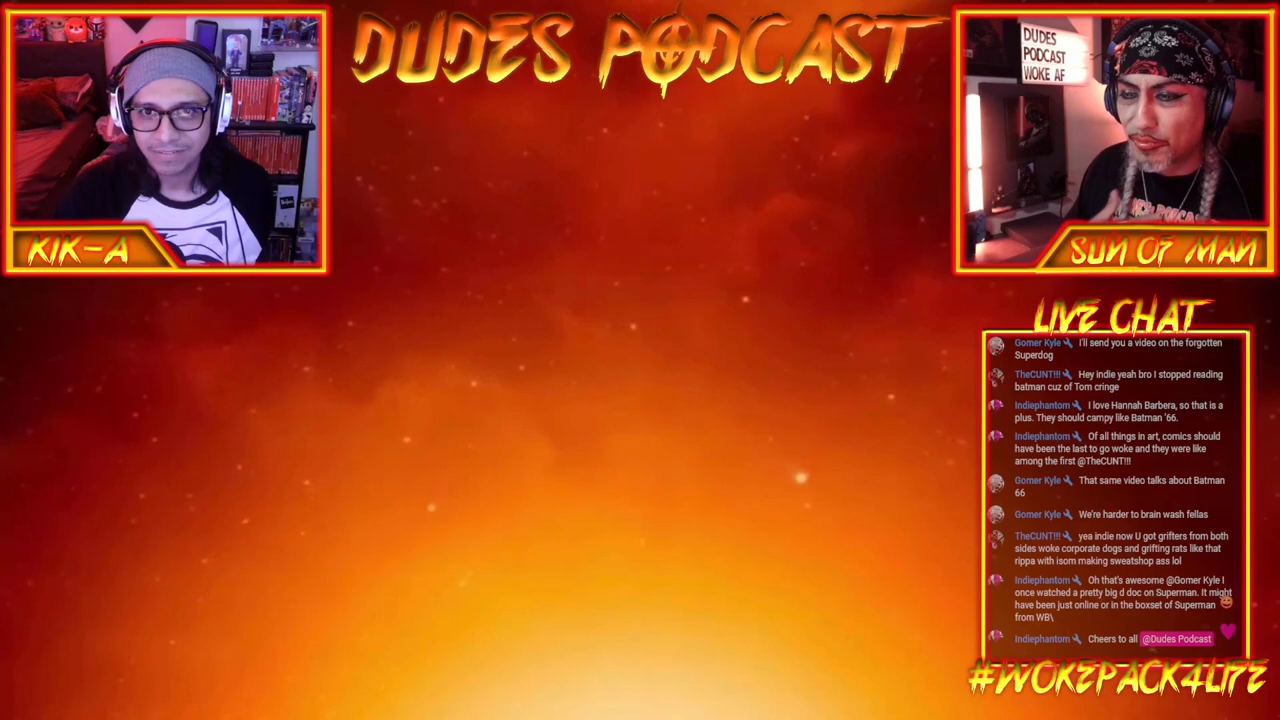 DUDES PODCAST
DUDES
PODCAST
WOKE AF
KIK-A
SUN OF MAN
LIVE CHAT
Gomer Kyle I'll send you a video on the forgotten
Superdog
TheCUNT!!! Hey indie yeah bro I stopped reading
batman cuz of Tom cringe
Indiephantom I love Hannah Barbera, so that is a
plus. They should campy like Batman '66.
Indiephantom Of all things in art, comics should
have been the last to go woke and they were like
among the first @TheCUNT!!!
Gomer Kyle That same video talks about Batman
66
Gomer Kyle We're harder to brain wash fellas
TheCUNT!!! yea indie now U got grifters from both
sides woke corporate dogs and grifting rats like that
rippa with isom making sweatshop ass lol
Indiephantom Oh that's awesome @Gomer Kyle I
once watched a pretty big d doc on Superman. It might
have been just online or in the boxset of Superman
from WB\
Indiephantom Cheers to all @Dudes Podcast
#WOKEPACK4LIFE